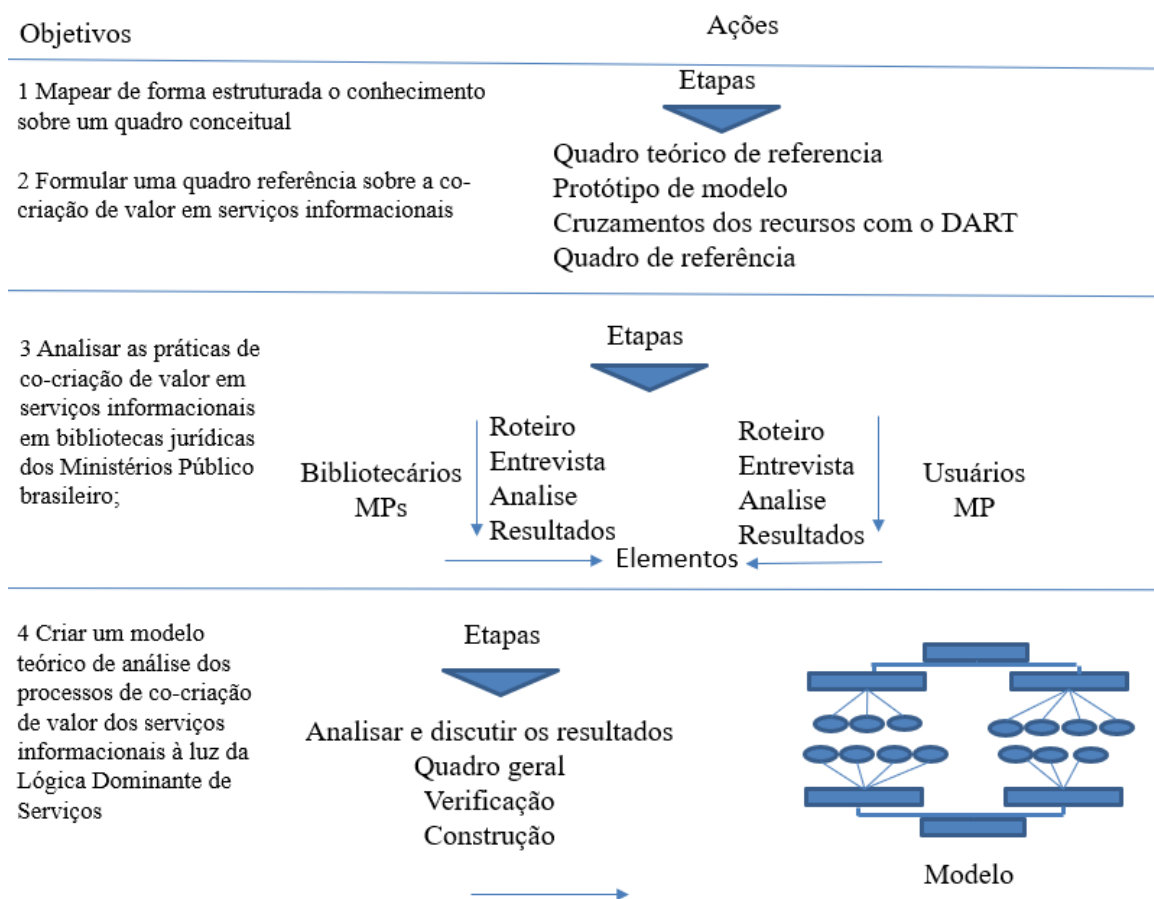 Objetivos
Ações
1 Mapear de forma estruturada o conhecimento
sobre um quadro conceitual
2 Formular uma quadro referência sobre a co-
criação de valor em serviços informacionais
Etapas
Quadro teórico de referencia
Protótipo de modelo
Cruzamentos dos recursos com o DART
Quadro de referência
3 Analisar as práticas de
co-criação de valor em
serviços informacionais
em bibliotecas jurídicas
dos Ministérios Público
brasileiro;
Etapas
Bibliotecários
MPs
Roteiro
Entrevista
Analise
Resultados
Roteiro
Entrevista
Analise
Resultados
Usuários
MP
Elementos
4 Criar um modelo
teórico de análise dos
processos de co-criação
de valor dos serviços
informacionais à luz da
Lógica Dominante de
Serviços
Etapas
Analisar e discutir os resultados
Quadro geral
Verificação
Construção
Modelo